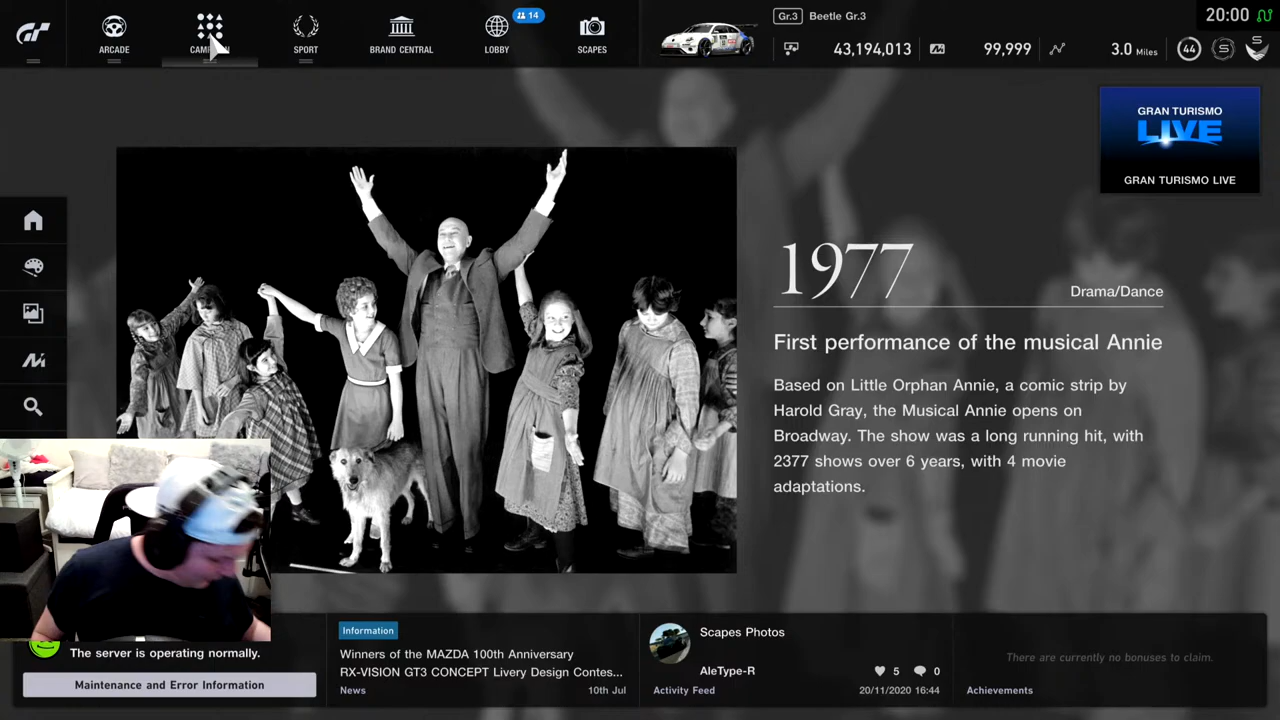 ARCADE
SPORT
BRAND CENTRAL
14
LOBBY
SCAPES
Gr.3 Beetle Gr.3
43,194,013
99,999
3.0 Miles
44
S
S
20:00
GRAN TURISMO
LIVE
GRAN TURISMO LIVE
1977
Drama/Dance
First performance of the musical Annie
Based on Little Orphan Annie, a comic strip by
Harold Gray, the Musical Annie opens on
Broadway. The show was a long running hit, with
2377 shows over 6 years, with 4 movie
adaptations.
The server is operating normally.
Maintenance and Error Information
Information
Winners of the MAZDA 100th Anniversary
RX-VISION GT3 CONCEPT Livery Design Contes...
News
10th Jul
Scapes Photos
AleType-R
5
0
Activity Feed
20/11/2020 16:44
There are currently no bonuses to claim.
Achievements